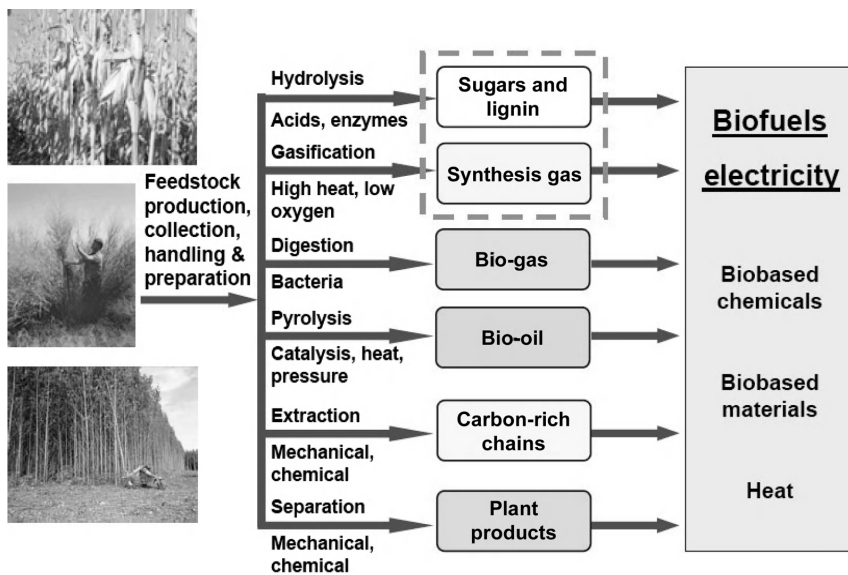 Feedstock
production,
collection,
handling &
preparation
Hydrolysis
Acids, enzymes
Gasification
High heat, low
oxygen
Digestion
Bacteria
Pyrolysis
Catalysis, heat,
pressure
Extraction
Mechanical,
chemical
Separation
Mechanical,
chemical
Sugars and
lignin
Synthesis gas
Bio-gas
Bio-oil
Carbon-rich
chains
Plant
products
Biofuels
electricity
Biobased
chemicals
Biobased
materials
Heat